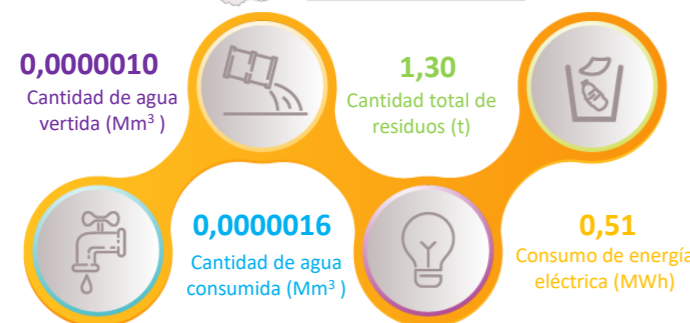 0,0000010
Cantidad de agua
vertida (Mm³ )
1,30
Cantidad total de
residuos (t)
0,0000016
Cantidad de agua
consumida (Mm³ )
0,51
Consumo de energía
eléctrica (MWh)